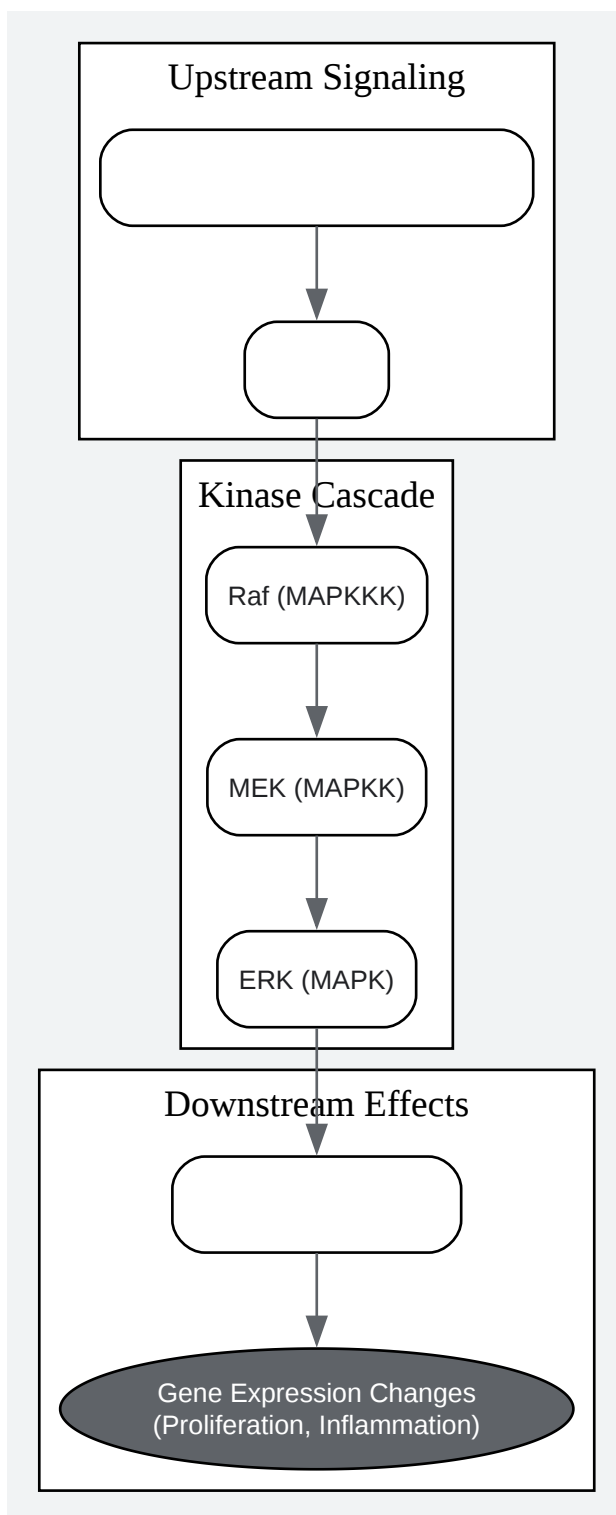 Upstream Signaling
Kinase Cascade
Raf (MAPKKK)
MEK (MAPKK)
ERK (MAPK)
Downstream Effects
Gene Expression Changes
(Proliferation, Inflammation)